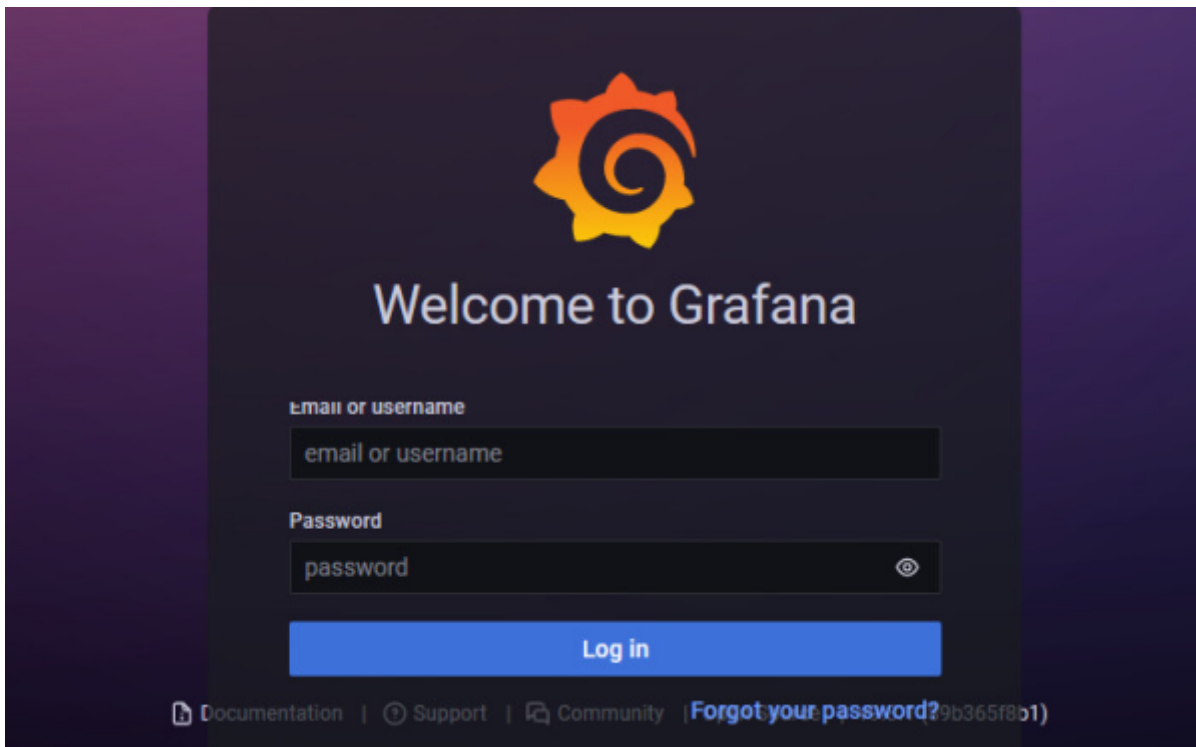 Welcome to Grafana
Email or username
email or username
Password
password
Log in
Documentation | Support | Community |
Forgot your password?
9b365f8b1)